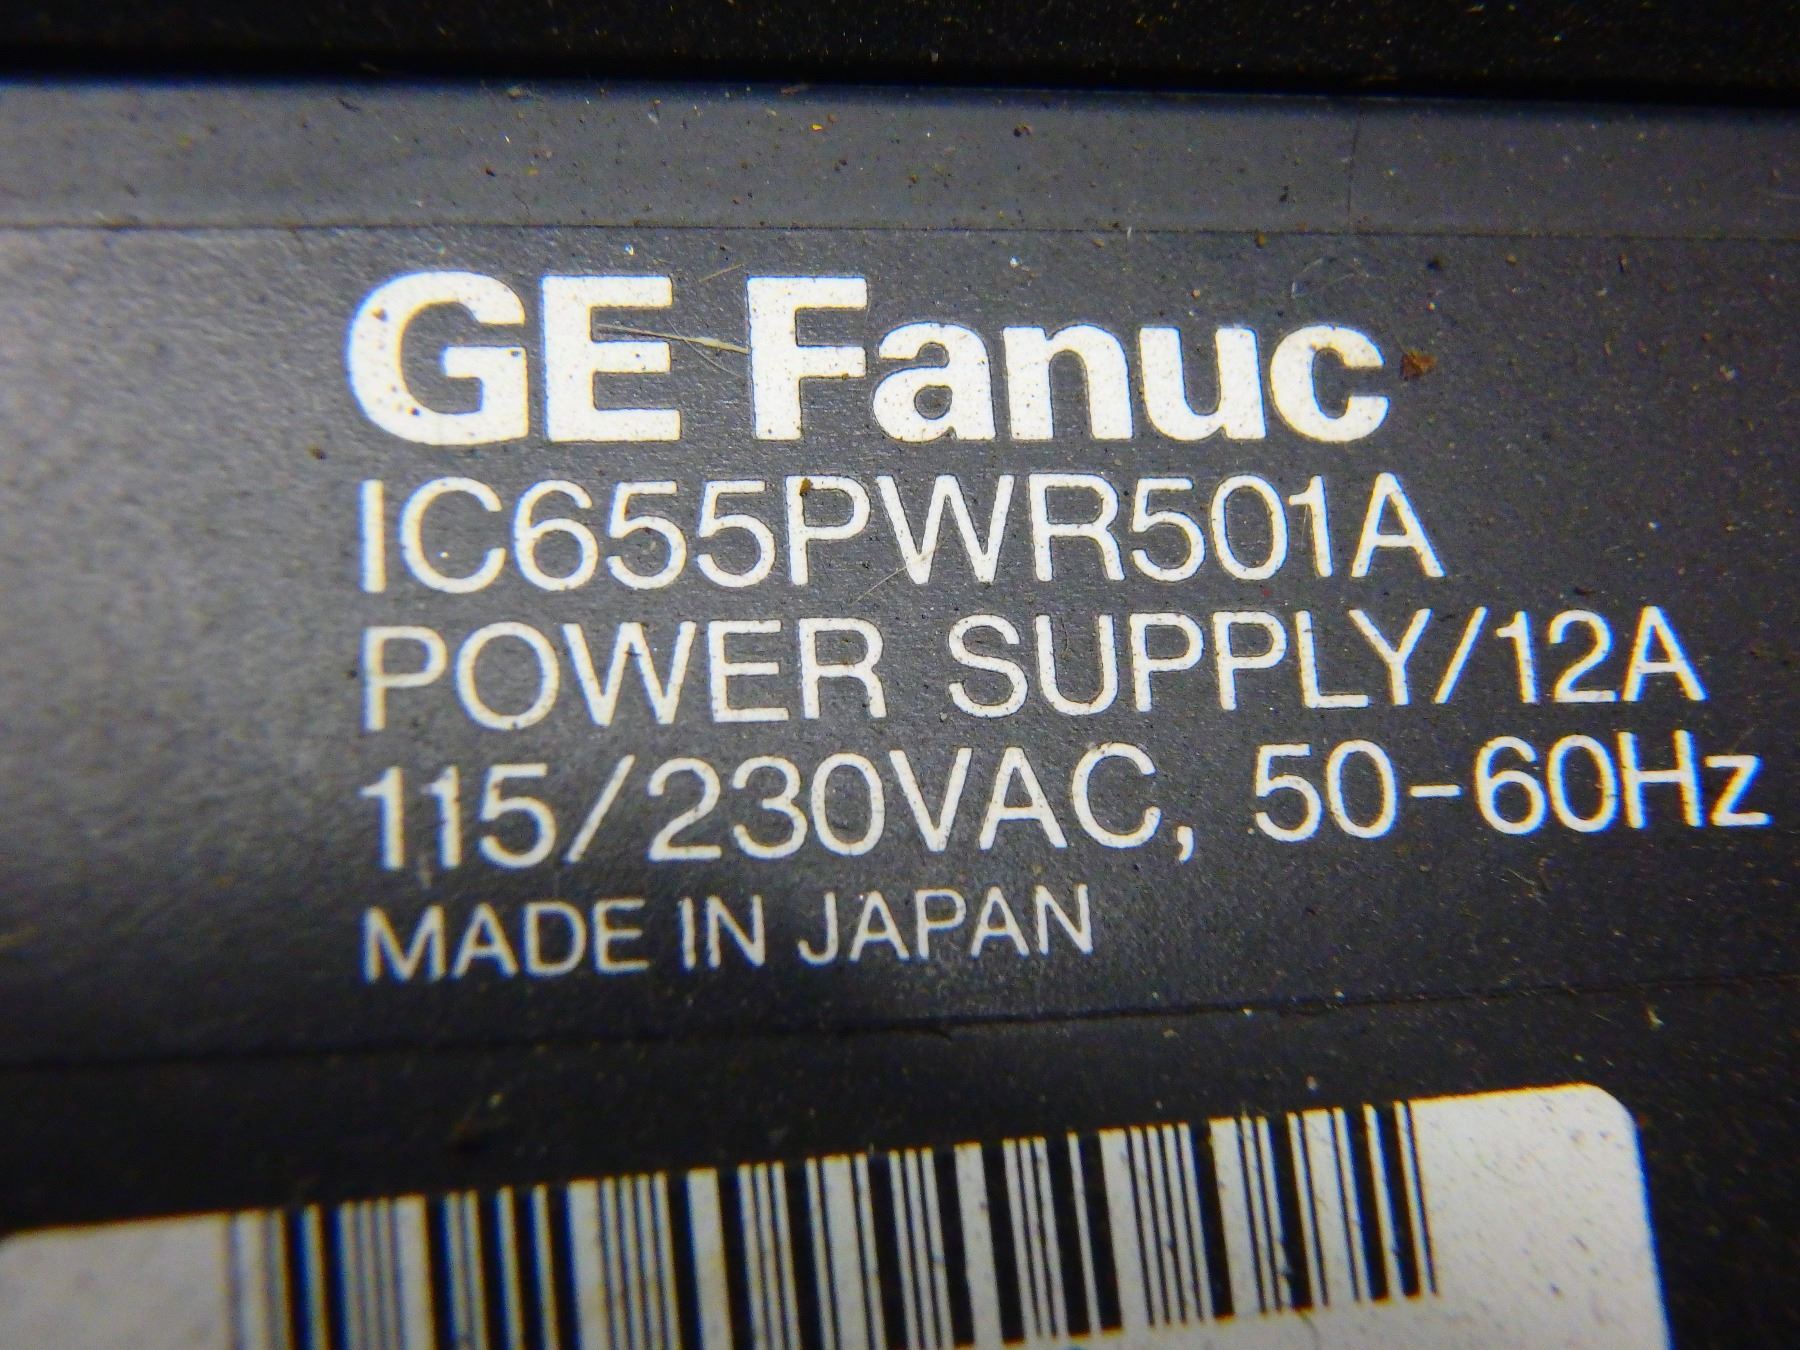 GE Fanuc
IC655PWR501A
POWER SUPPLY/12A
115/230VAC, 50-60Hz
MADE IN JAPAN